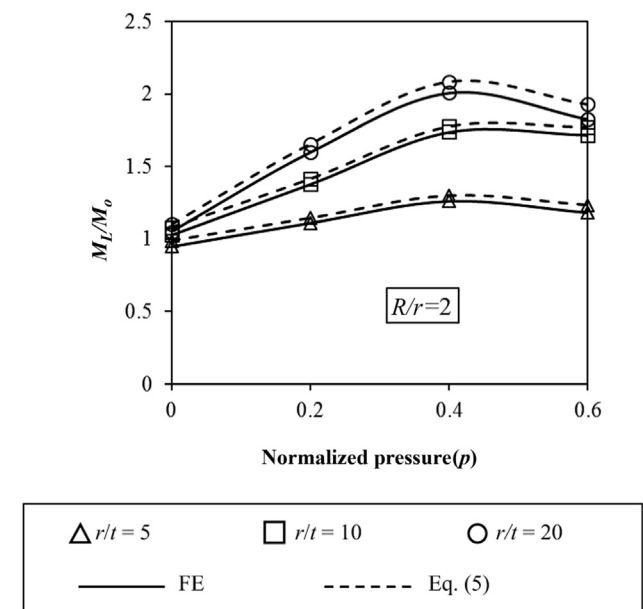 2.5
2
1.5
1
0.5
0
M_L/M_o
R/r=2
0 0.2 0.4 0.6
Normalized pressure(p)
r/t = 5 r/t = 10 r/t = 20
FE Eq. (5)